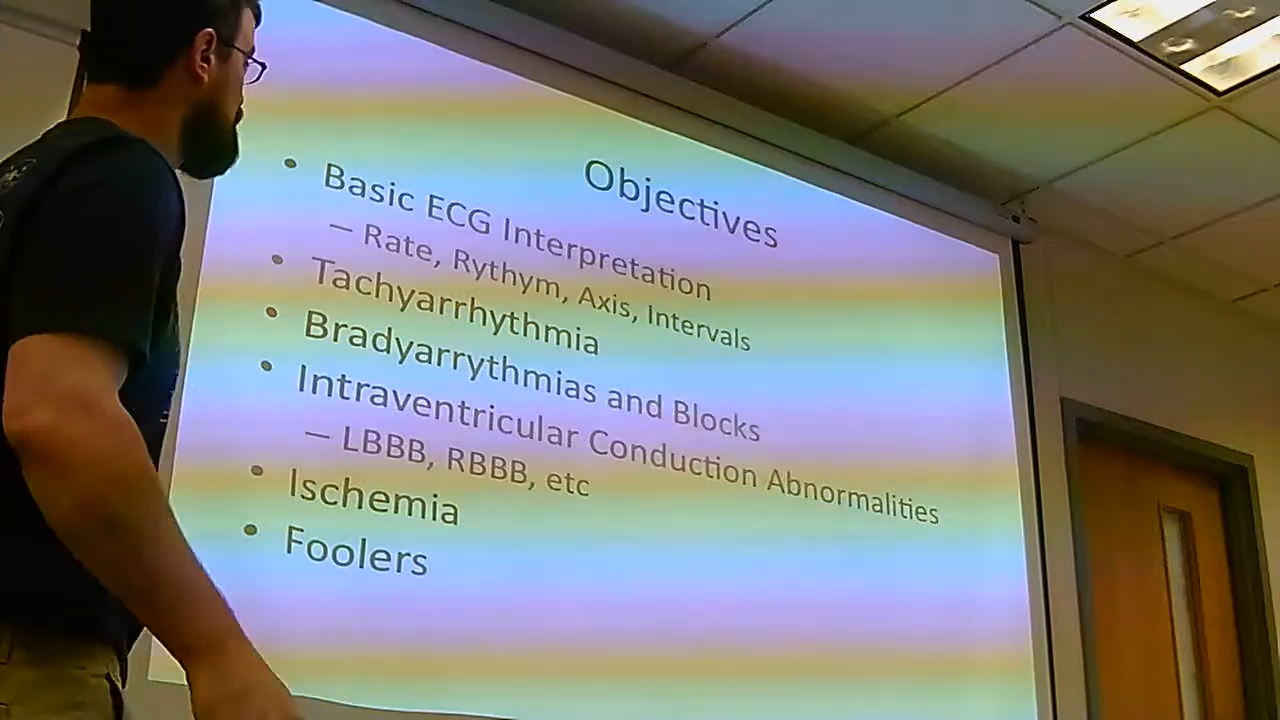 Objectives
• Basic ECG Interpretation
– Rate, Rythym, Axis, Intervals
• Tachyarrhythmia
• Bradyarrythmias and Blocks
• Intraventricular Conduction Abnormalities
– LBBB, RBBB, etc
• Ischemia
• Foolers